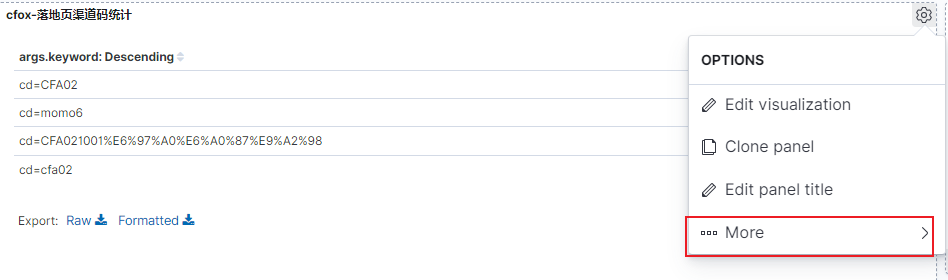 cfox-落地页渠道码统计
args.keyword: Descending
cd=CFA02
cd=momo6
cd=CFA021001%E6%97%A0%E6%A0%87%E9%A2%98
cd=cfa02
Export: Raw Formatted
OPTIONS
Edit visualization
Clone panel
Edit panel title
More